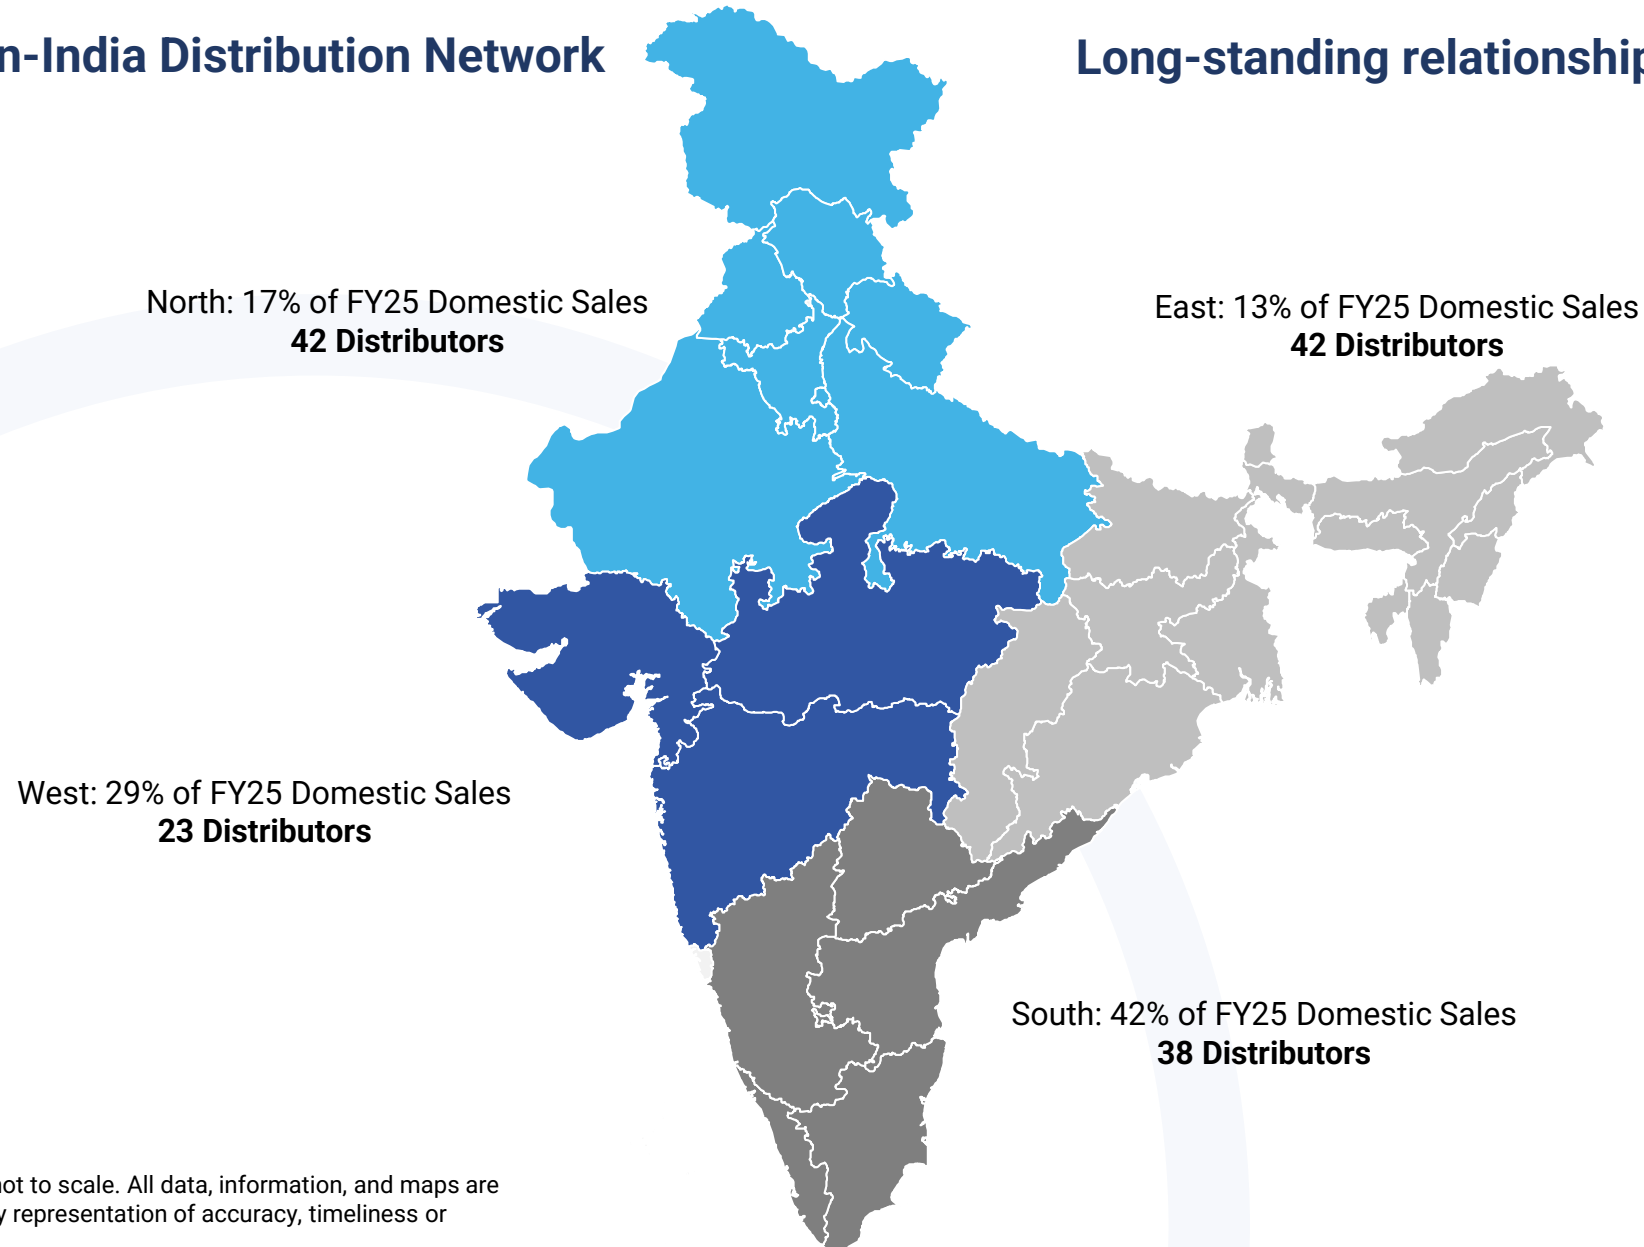 n-India Distribution Network
Long-standing relationship
North: 17% of FY25 Domestic Sales
42 Distributors
East: 13% of FY25 Domestic Sales
42 Distributors
West: 29% of FY25 Domestic Sales
23 Distributors
South: 42% of FY25 Domestic Sales
38 Distributors
not to scale. All data, information, and maps are
y representation of accuracy, timeliness or